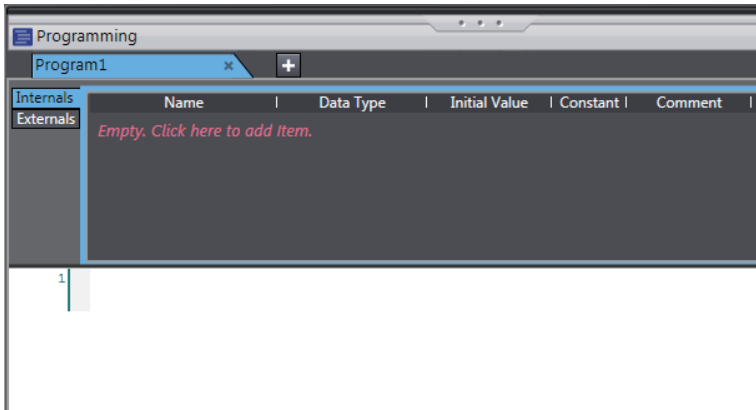 Programming
Program1
Internals
Externals
Name Data Type Initial Value Constant Comment
Empty. Click here to add Item.
1